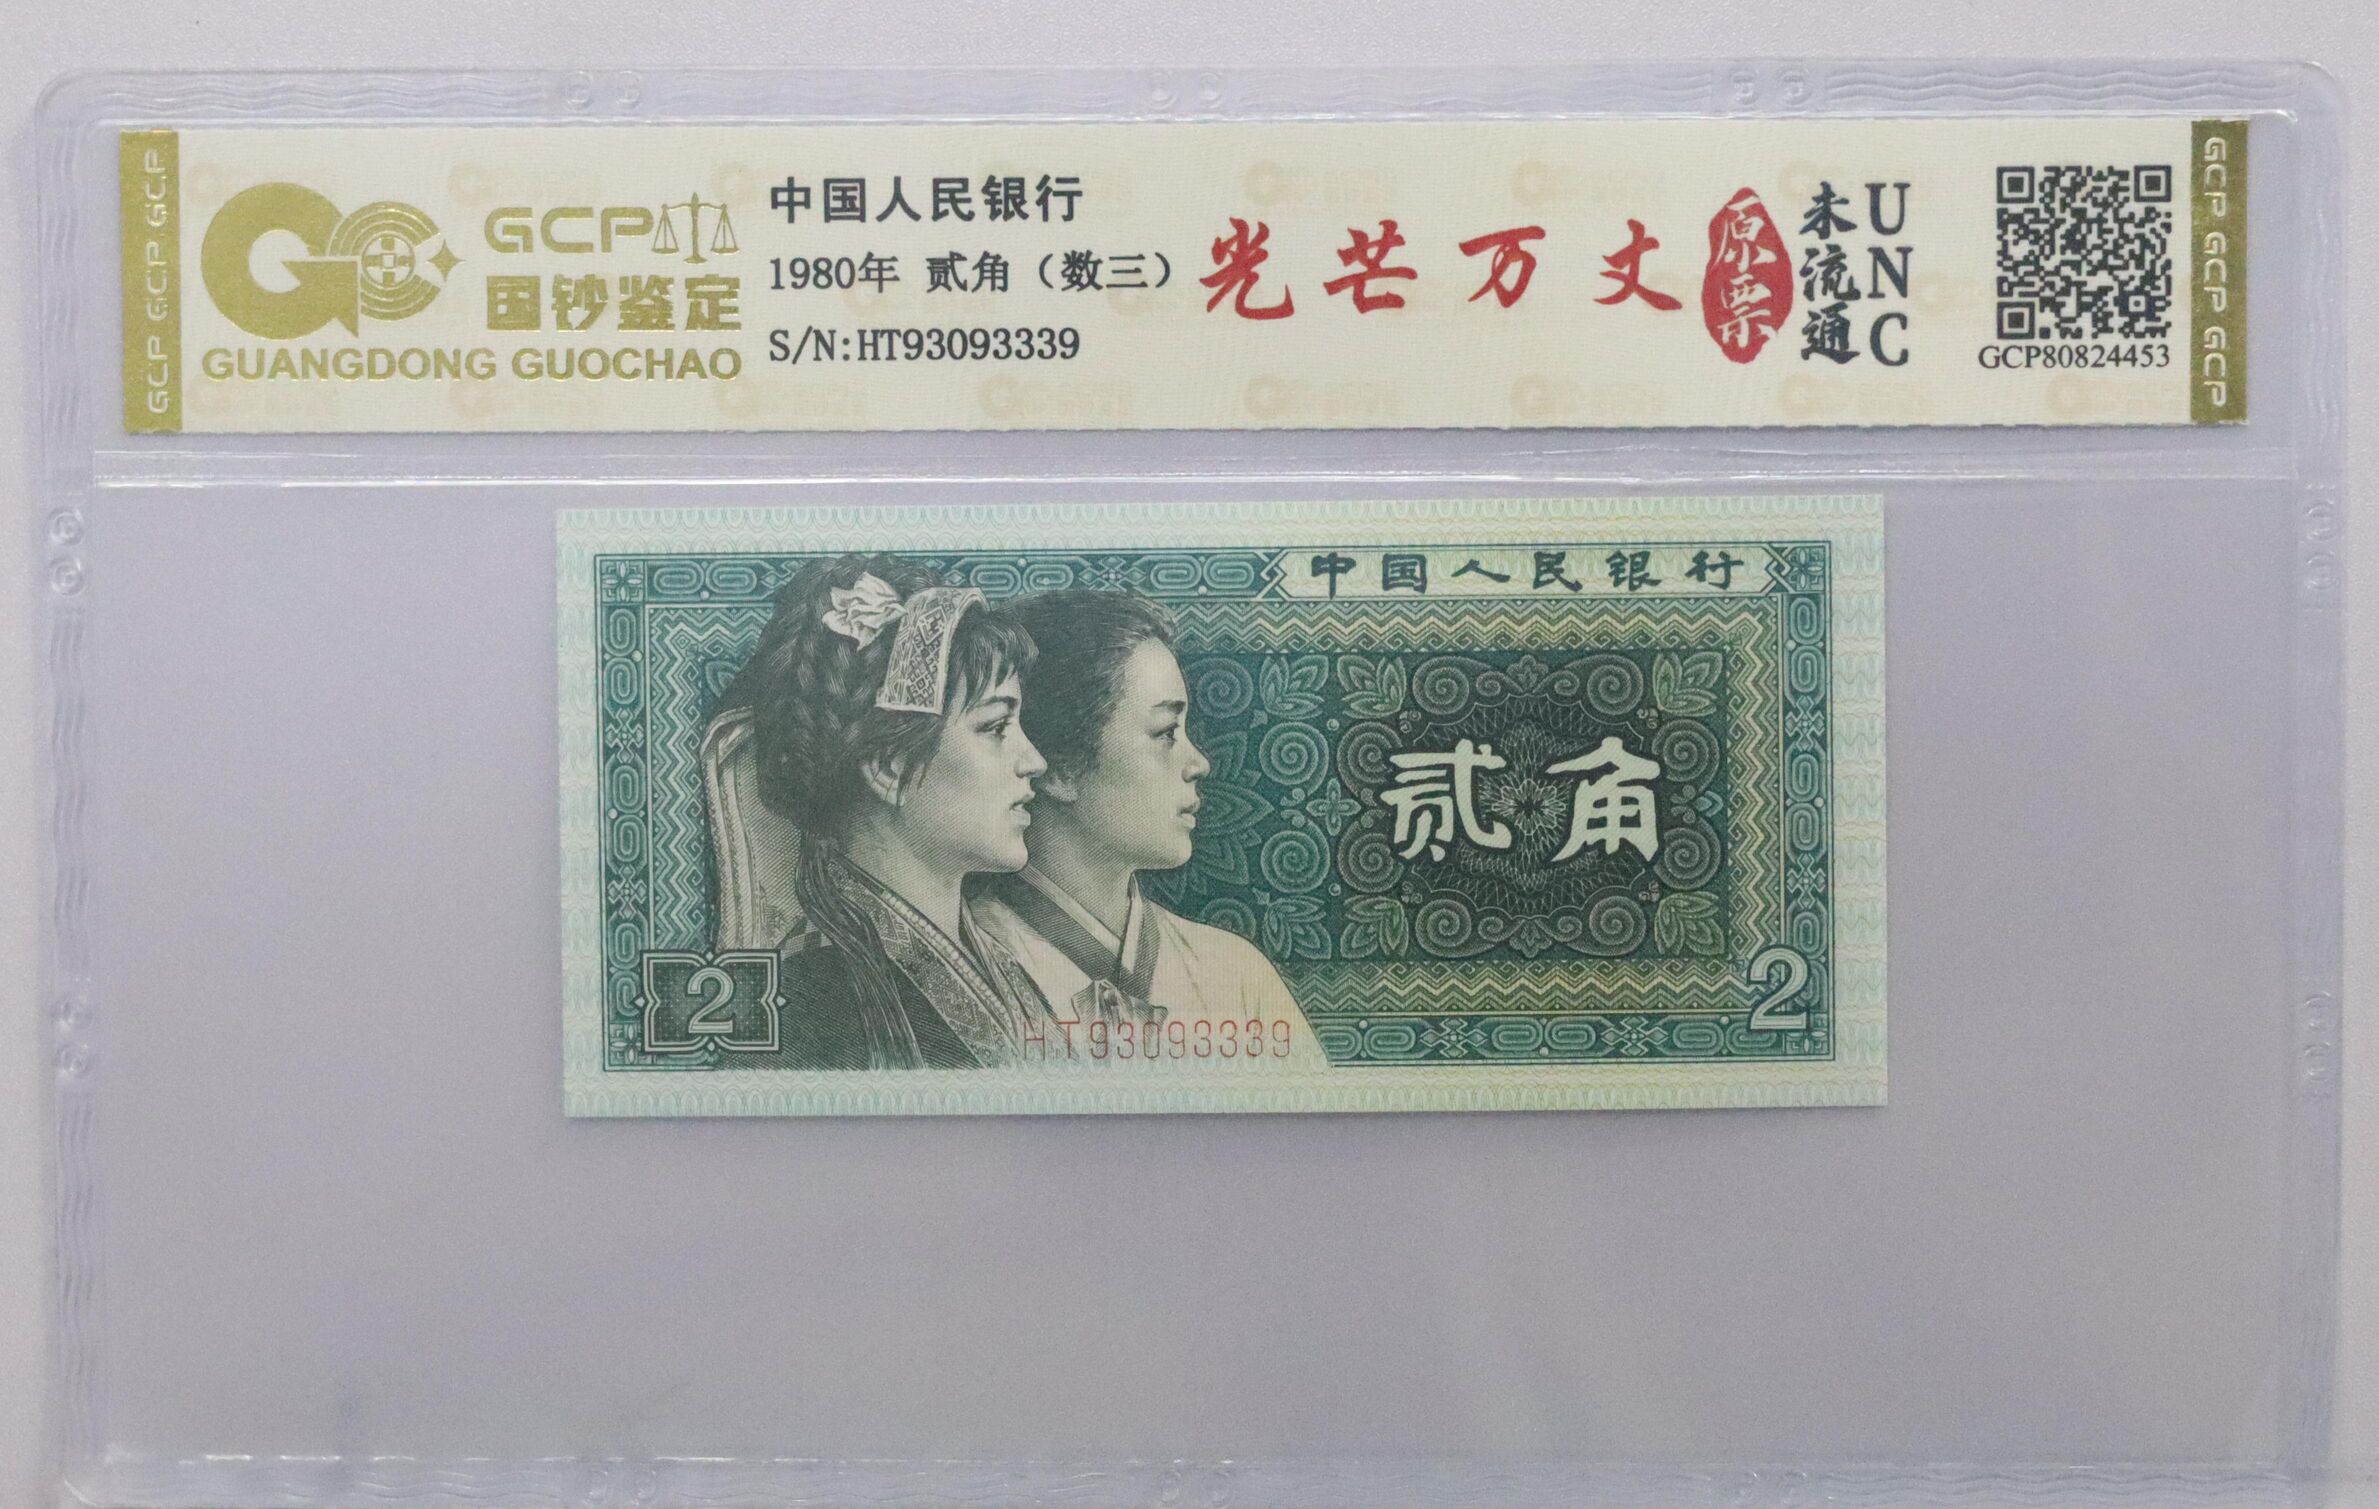 GCP GCP GCP
GCP
国钞鉴定
GUANGDONG GUOCHAO
中国人民银行
1980年 贰角（数三）
S/N:HT93093339
光芒万丈
原票
未流通
UNC
GCP80824453
GCP GCP GCP
中国人民银行
贰角
2
2
HT93093339